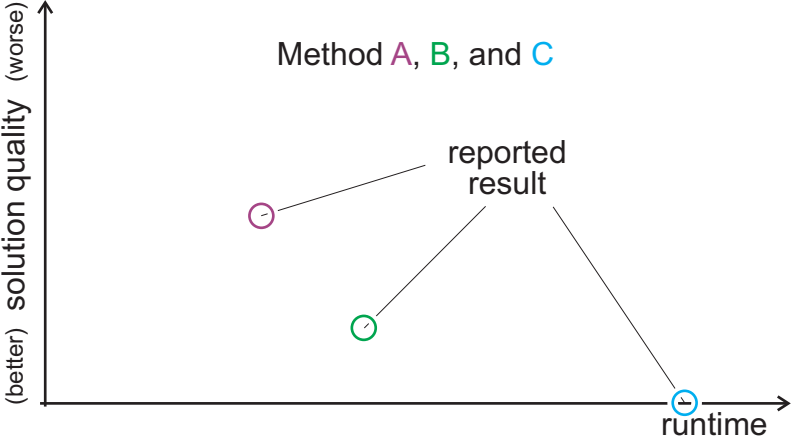 (worse)
solution quality
(better)
Method A, B, and C
reported
result
runtime